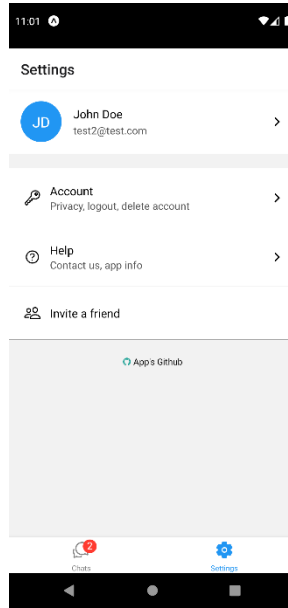 11:01
Settings
JD
John Doe
test2@test.com
Account
Privacy, logout, delete account
Help
Contact us, app info
Invite a friend
App's Github
2
Chats
Settings